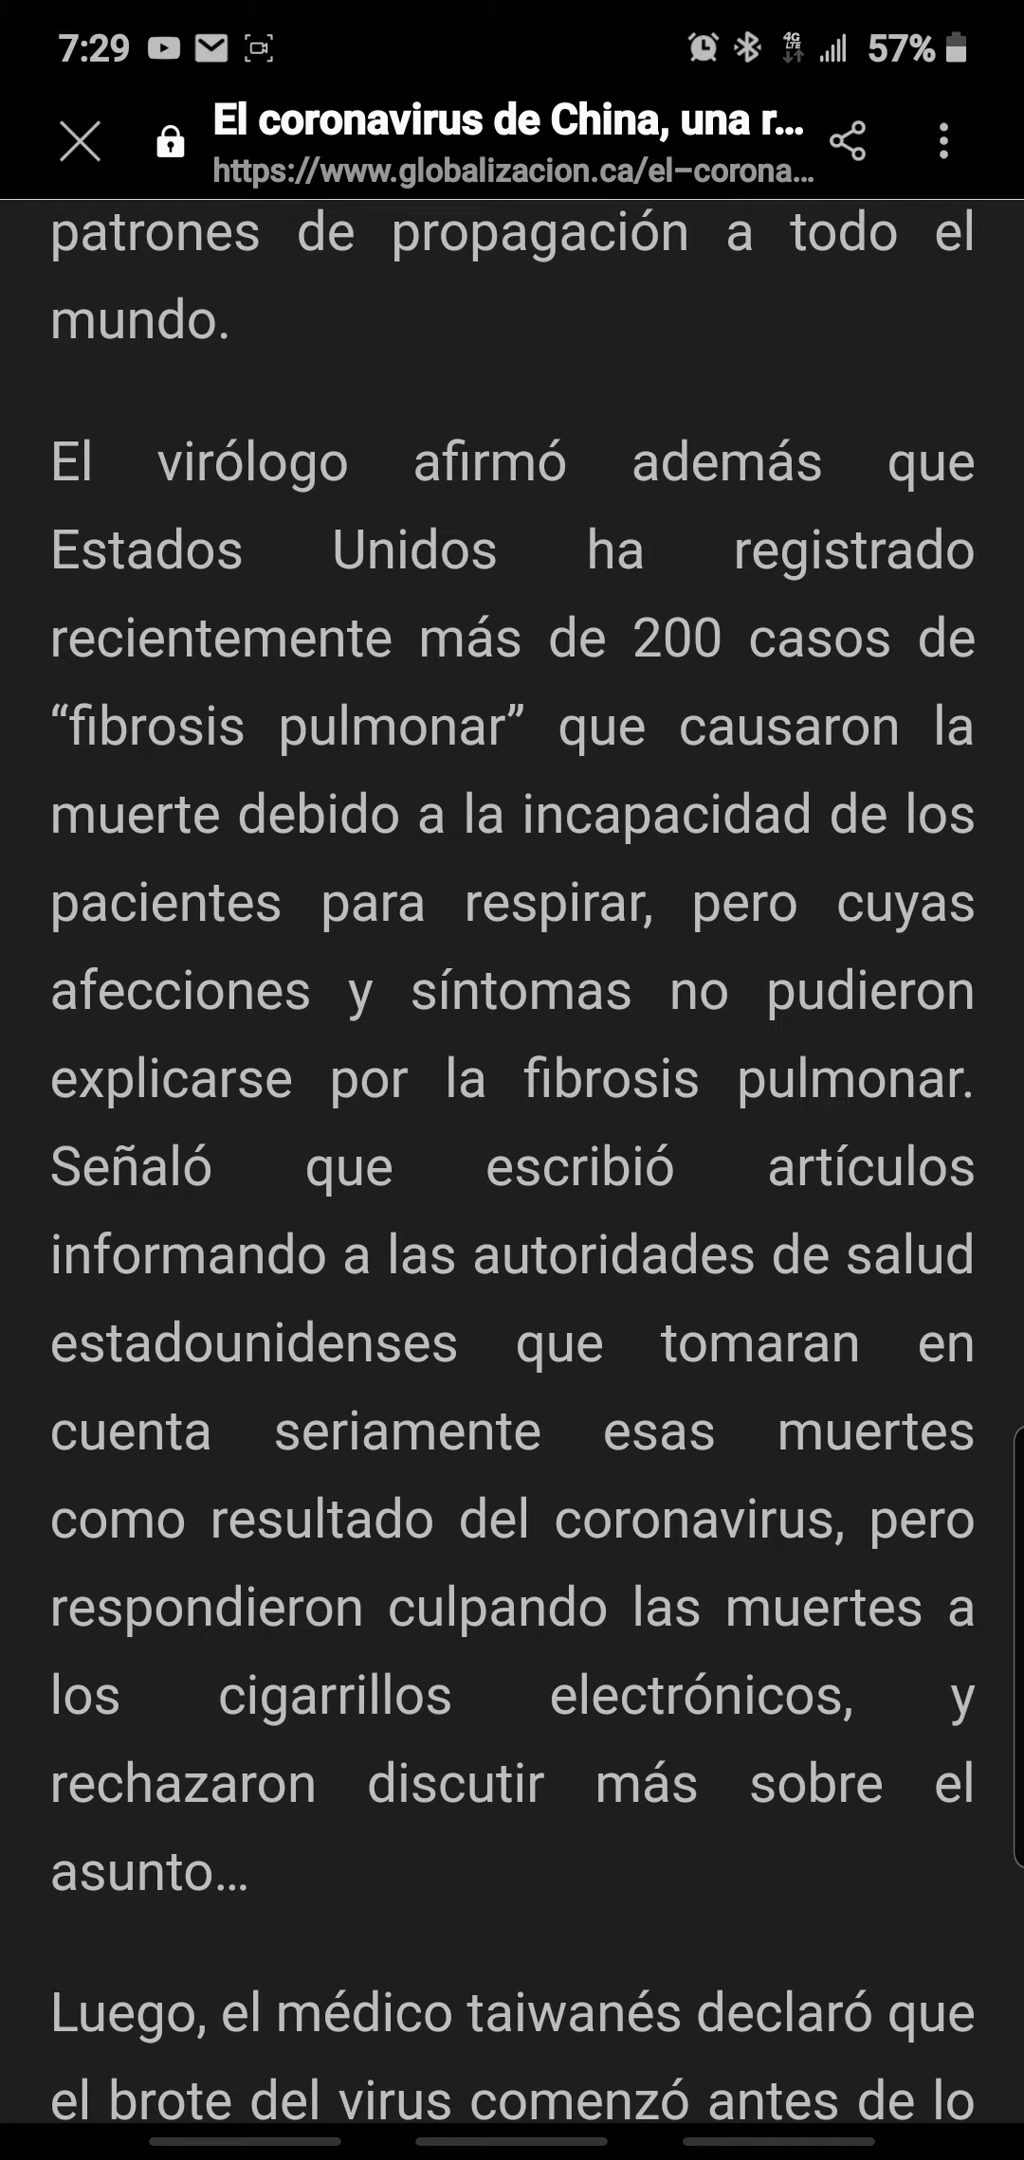 7:29
4G
LTE
57%
El coronavirus de China, una r...
https://www.globalizacion.ca/el-corona...
patrones de propagación a todo el
mundo.
El virólogo afirmó además que
Estados Unidos ha registrado
recientemente más de 200 casos de
“fibrosis pulmonar” que causaron la
muerte debido a la incapacidad de los
pacientes para respirar, pero cuyas
afecciones y síntomas no pudieron
explicarse por la fibrosis pulmonar.
Señaló que escribió artículos
informando a las autoridades de salud
estadounidenses que tomaran en
cuenta seriamente esas muertes
como resultado del coronavirus, pero
respondieron culpando las muertes a
los cigarrillos electrónicos, y
rechazaron discutir más sobre el
asunto...
Luego, el médico taiwanés declaró que
el brote del virus comenzó antes de lo